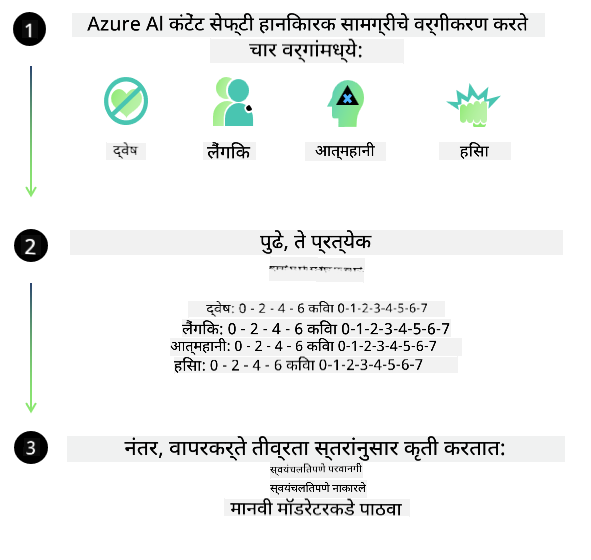 1
Azure AI कंटेंट सेफ्टी हानिकारक सामग्रीचे वर्गीकरण करते
चार वर्गांमध्ये:
द्वेष
लैंगिक
आत्महानी
हिंसा
2
पुढे, ते प्रत्येक
द्वेष: 0 - 2 - 4 - 6 किंवा 0-1-2-3-4-5-6-7
लैंगिक: 0 - 2 - 4 - 6 किंवा 0-1-2-3-4-5-6-7
आत्महानी: 0 - 2 - 4 - 6 किंवा 0-1-2-3-4-5-6-7
हिंसा: 0 - 2 - 4 - 6 किंवा 0-1-2-3-4-5-6-7
3
नंतर, वापरकर्ते तीव्रता स्तरांनुसार कृती करतात:
स्वयंचलितपणे परवानगी
स्वयंचलितपणे नाकारले
मानवी मॉडरेटरकडे पाठवा